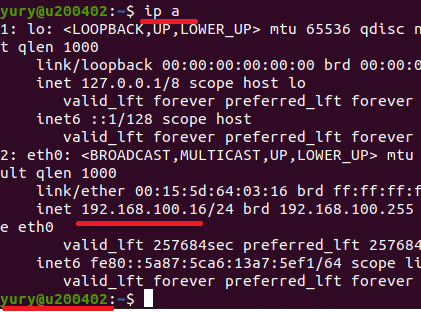 yury@u200402:~$ ip a
1: lo: <LOOPBACK,UP,LOWER_UP> mtu 65536 qdisc n
t qlen 1000
    link/loopback 00:00:00:00:00:00 brd 00:00:0
    inet 127.0.0.1/8 scope host lo
       valid_lft forever preferred_lft forever
    inet6 ::1/128 scope host
       valid_lft forever preferred_lft forever
2: eth0: <BROADCAST,MULTICAST,UP,LOWER_UP> mtu
ult qlen 1000
    link/ether 00:15:5d:64:03:16 brd ff:ff:ff:f
    inet 192.168.100.16/24 brd 192.168.100.255
e eth0
       valid_lft 257684sec preferred_lft 257684
    inet6 fe80::5a87:5ca6:13a7:5ef1/64 scope li
       valid_lft forever preferred_lft forever
yury@u200402:~$